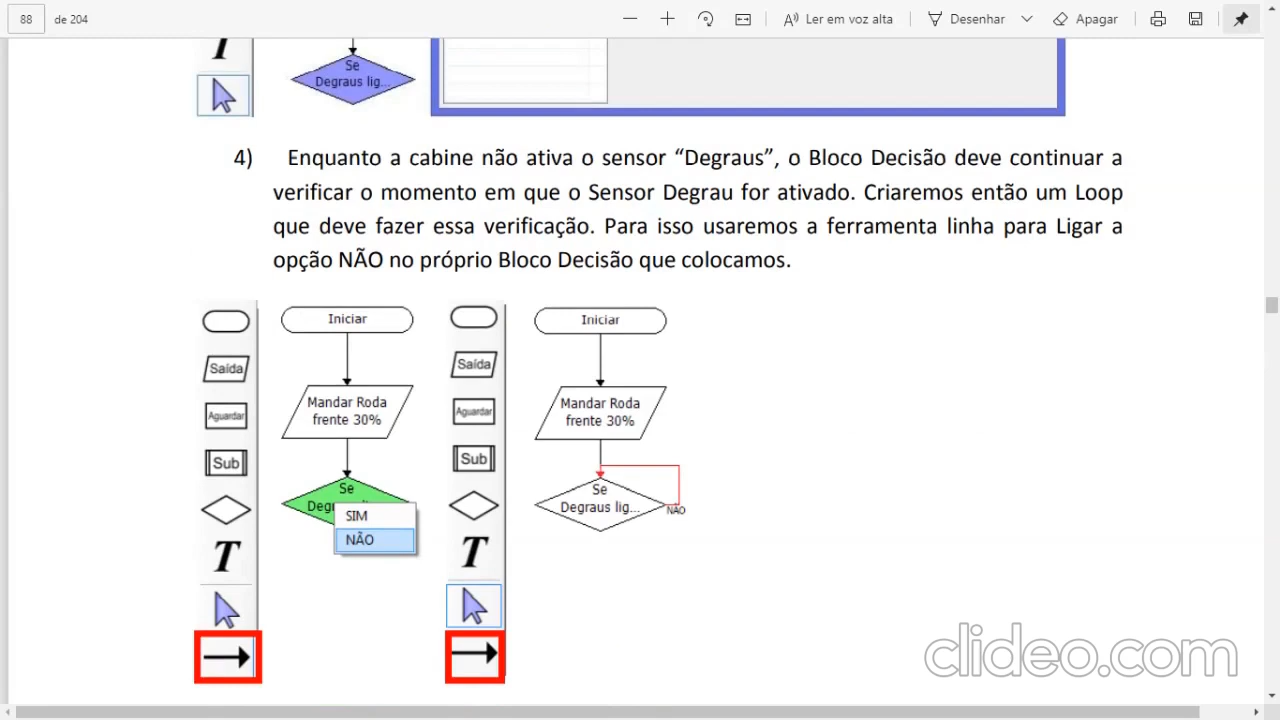 88 de 204 Ler em voz alta Desenhar Apagar
T
Se
Degraus lig...
4) Enquanto a cabine não ativa o sensor “Degraus”, o Bloco Decisão deve continuar a
verificar o momento em que o Sensor Degrau for ativado. Criaremos então um Loop
que deve fazer essa verificação. Para isso usaremos a ferramenta linha para Ligar a
opção NÃO no próprio Bloco Decisão que colocamos.
Saída
Aguardar
Sub
T
Iniciar
Mandar Roda
frente 30%
Se
SIM
NÃO
Saída
Aguardar
Sub
T
Iniciar
Mandar Roda
frente 30%
Se
Degraus lig...
NÃO
clideo.com